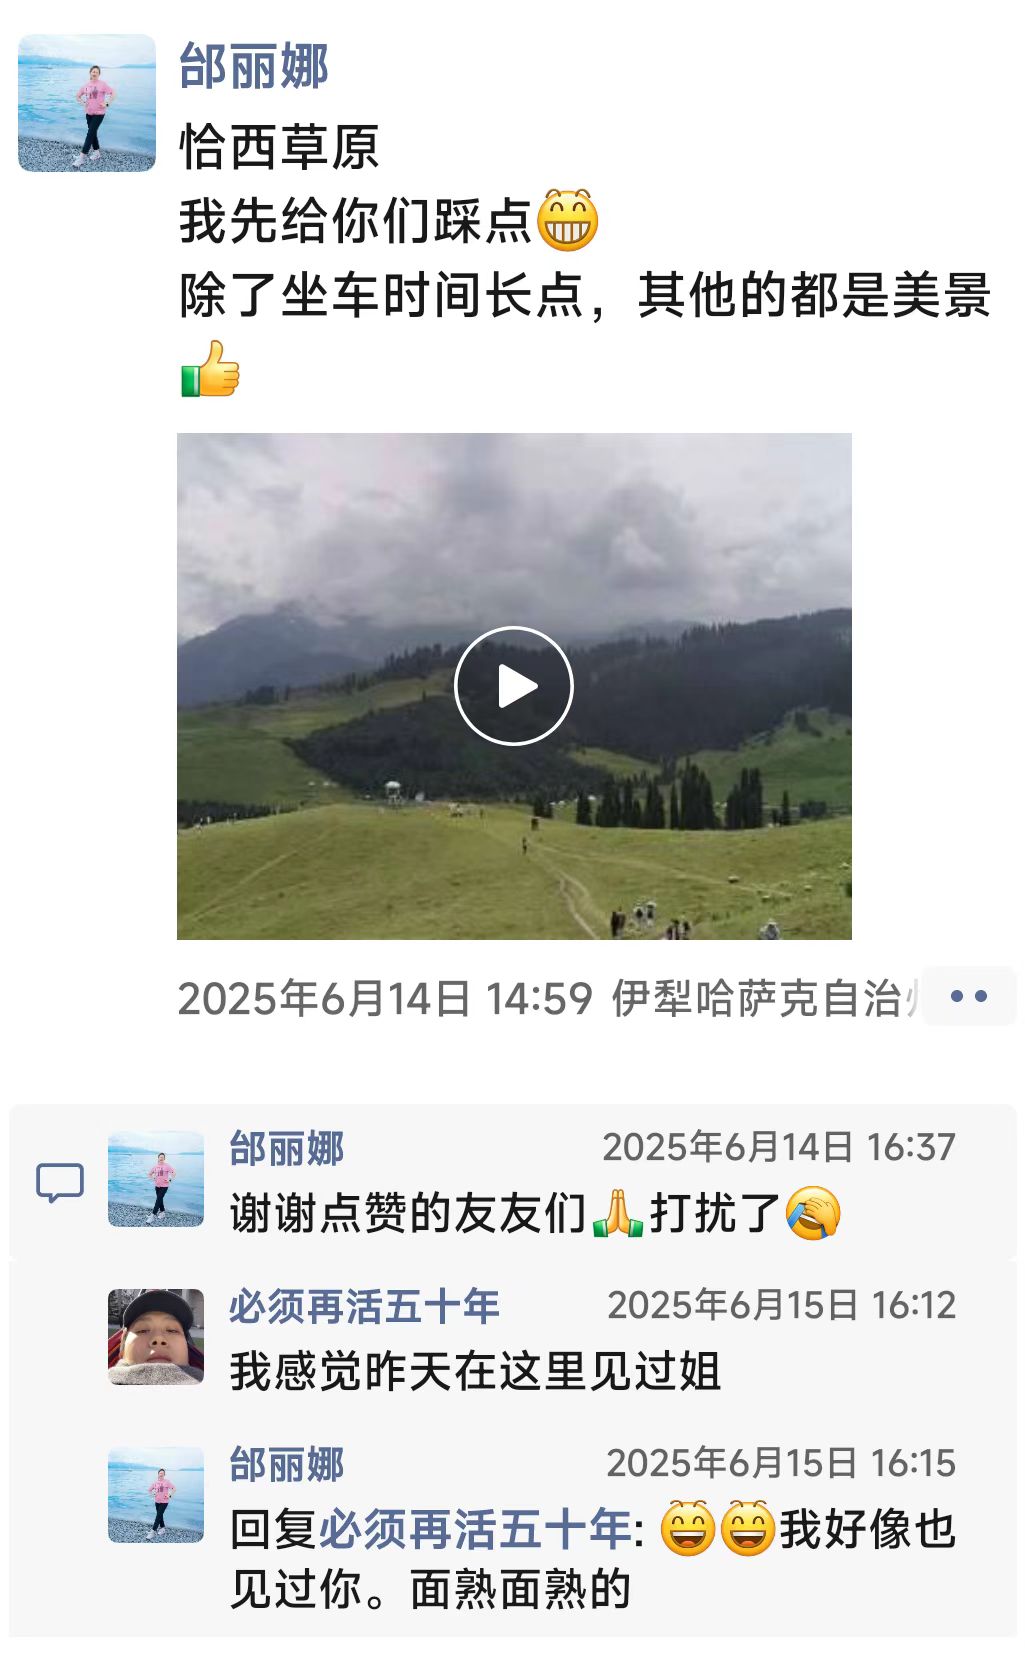 邰丽娜
恰西草原
我先给你们踩点😁
除了坐车时间长点，其他的都是美景
👍
2025年6月14日 14:59 伊犁哈萨克自治
邰丽娜 2025年6月14日 16:37
谢谢点赞的友友们🙏打扰了🤦
必须再活五十年 2025年6月15日 16:12
我感觉昨天在这里见过姐
邰丽娜 2025年6月15日 16:15
回复必须再活五十年: 😄😄我好像也
见过你。面熟面熟的